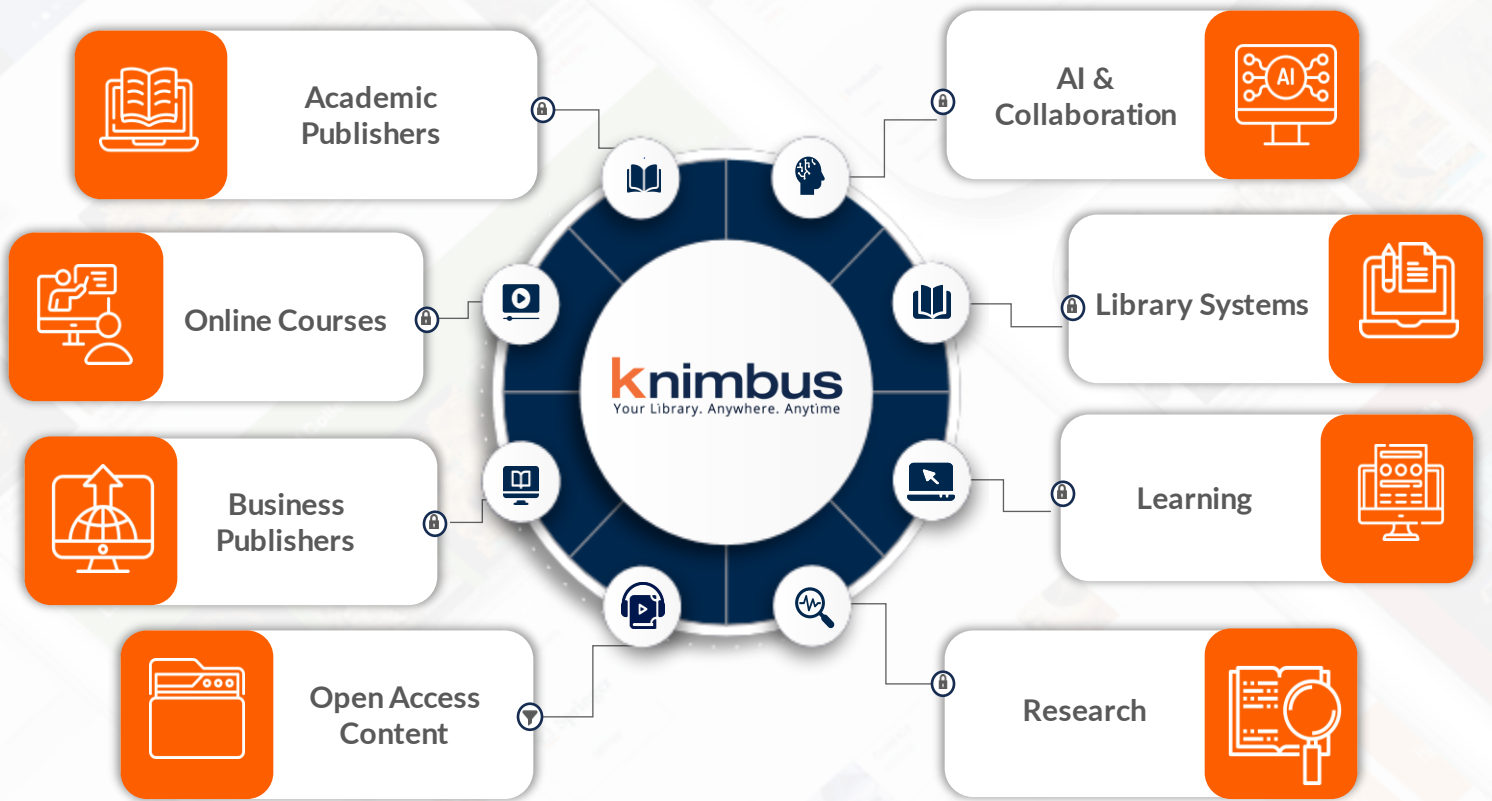 Academic
Publishers
AI &
Collaboration
AI
Online Courses
Library Systems
knimbus
Your Library. Anywhere. Anytime
Business
Publishers
Learning
Open Access
Content
Research